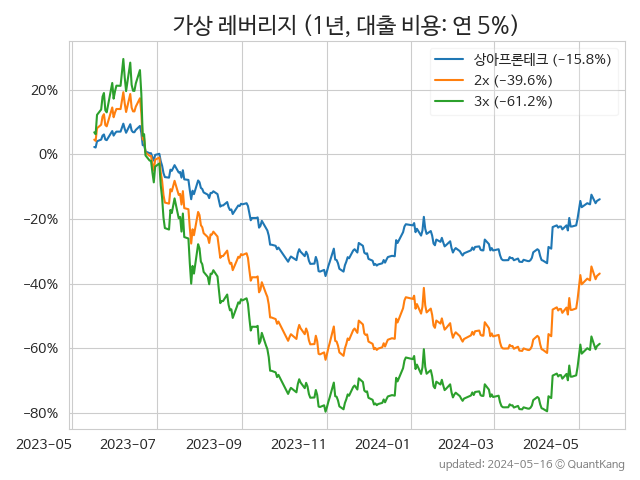 가상 레버리지 (1년, 대출 비용: 연 5%)
상아프론테크 (−15.8%)
2x (−39.6%)
3x (−61.2%)
20%
0%
−20%
−40%
−60%
−80%
2023−05 2023−07 2023−09 2023−11 2024−01 2024−03 2024−05
updated: 2024-05-16 © QuantKang